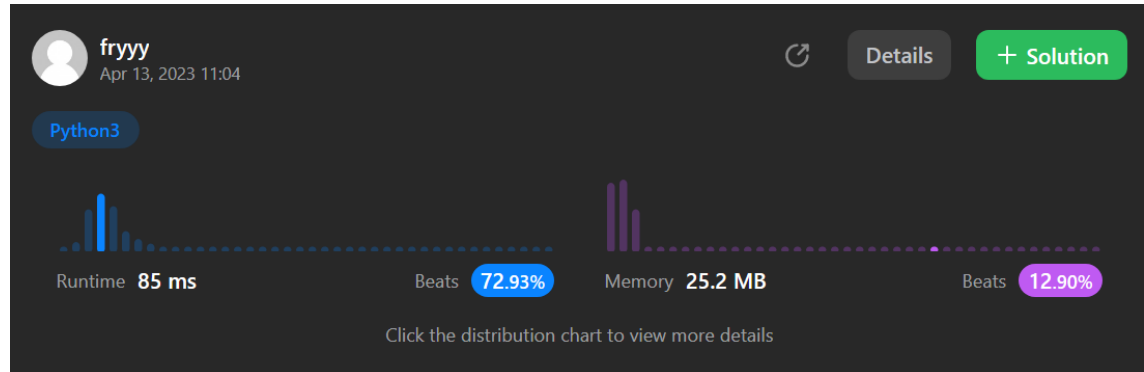 fryyy
Apr 13, 2023 11:04
Details
+ Solution
Python3
Runtime 85 ms Beats 72.93%
Memory 25.2 MB Beats 12.90%
Click the distribution chart to view more details